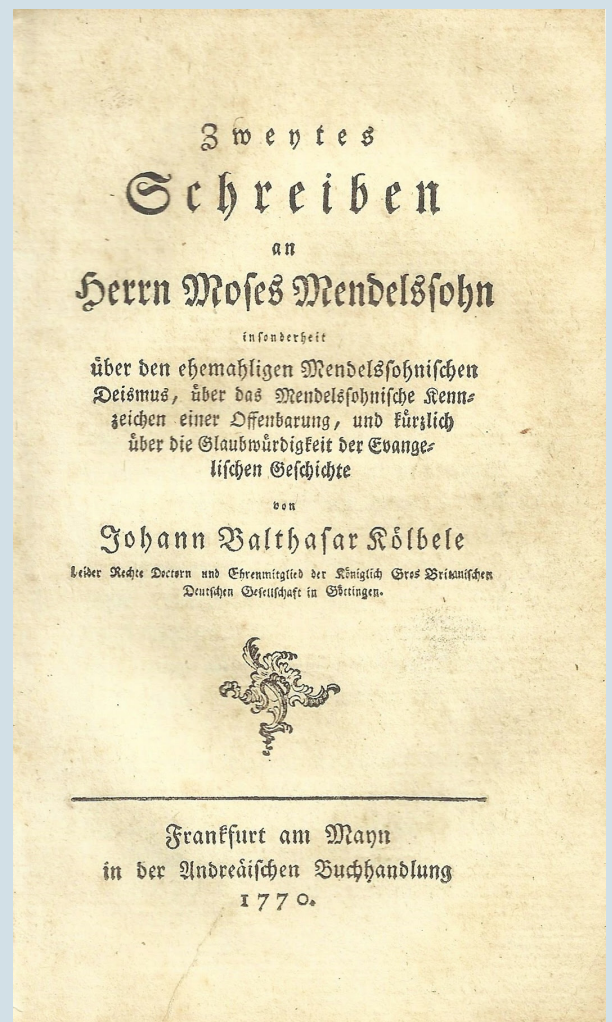 Zweytes
Schreiben
an
Herrn Moses Mendelssohn
insonderheit
über den ehemahligen Mendelssohnischen
Deismus, über das Mendelssohnische Kenn-
zeichen einer Offenbarung, und kürzlich
über die Glaubwürdigkeit der Evange-
lischen Geschichte
von
Johann Balthasar Kölbele
beider Rechte Doctorn und Ehrenmitglied der Königlich Gros Britanischen
Deutschen Gesellschaft in Göttingen.
Frankfurt am Mayn
in der Andreäischen Buchhandlung
1770.